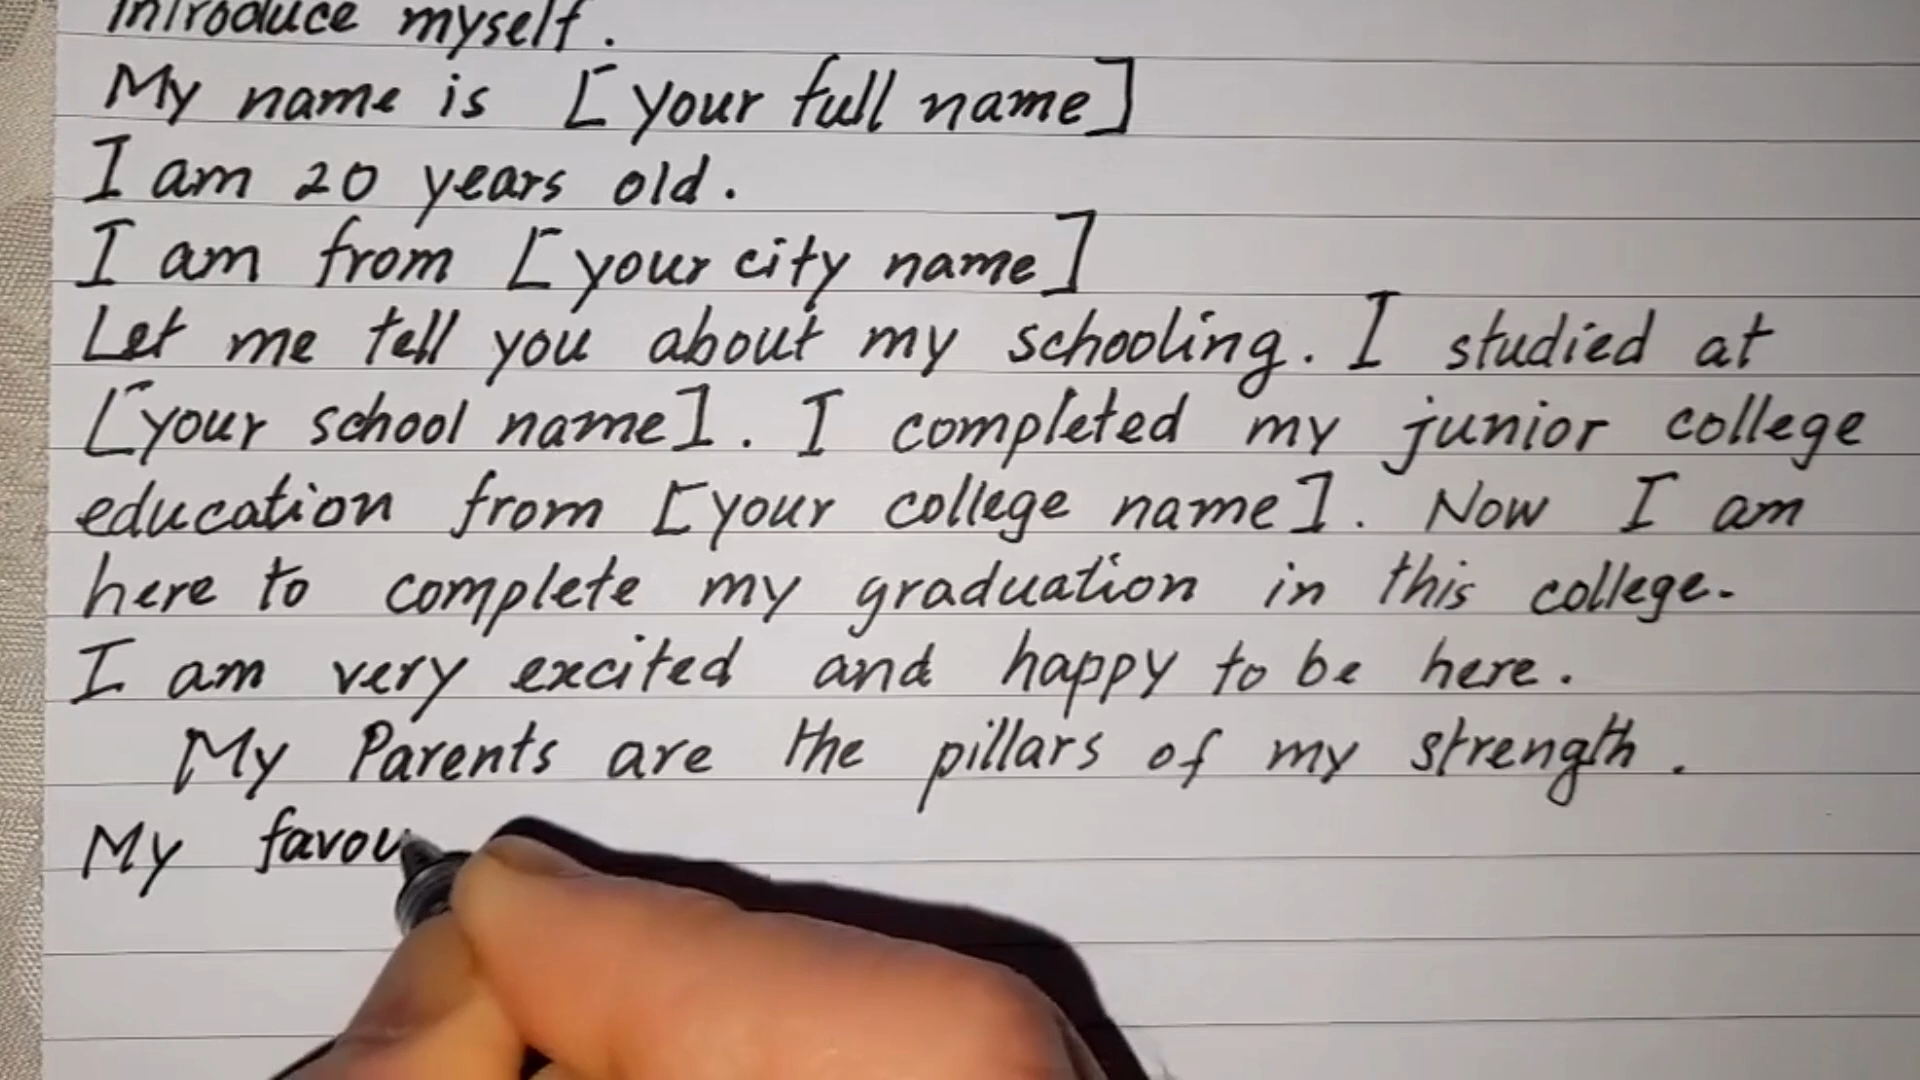 introduce myself.
My name is [your full name]
I am 20 years old.
I am from [your city name]
Let me tell you about my schooling. I studied at
[your school name]. I completed my junior college
education from [your college name]. Now I am
here to complete my graduation in this college.
I am very excited and happy to be here.
My Parents are the pillars of my strength.
My favou